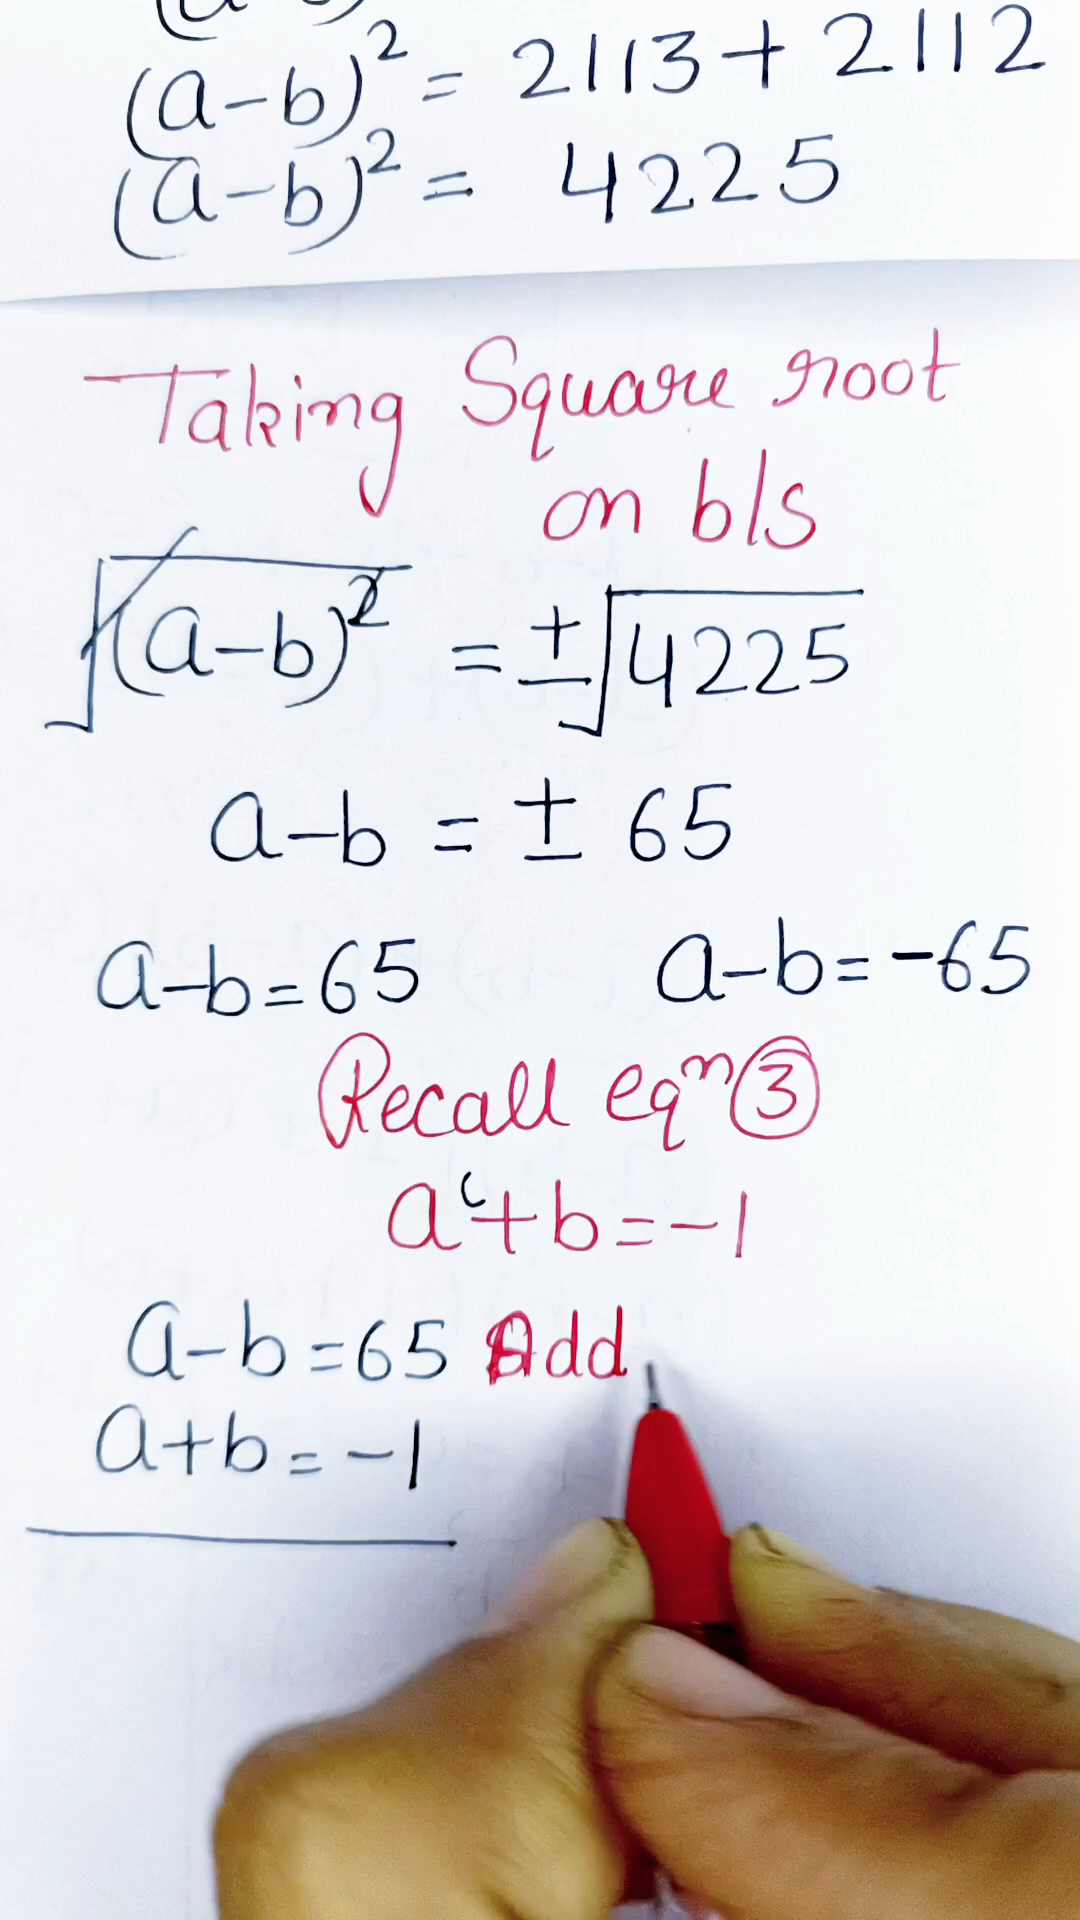 (a-b)² = 2113 + 2112
(a-b)² = 4225
Taking Square root
on b/s
√(a-b)² = ±√4225
a-b = ± 65
a-b = 65 a-b = -65
Recall eqⁿ ③
a + b = -1
a-b = 65 Add
a+b = -1